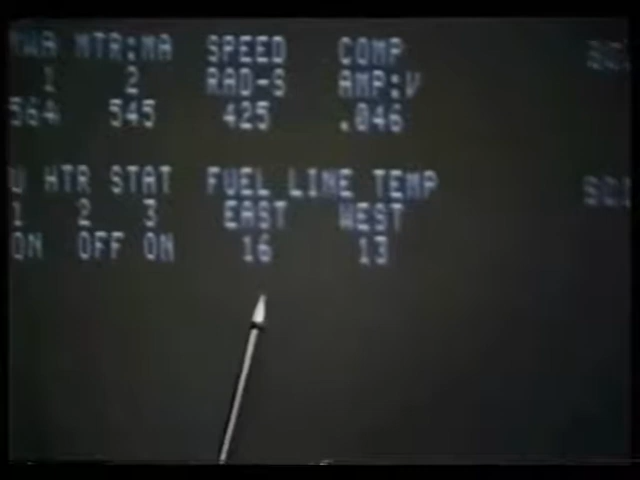 MTR:MA SPEED COMP
1 2 RAD-S AMP:V
564 545 425 .046
HTR STAT FUEL LINE TEMP
1 2 3 EAST WEST
ON OFF ON 16 13